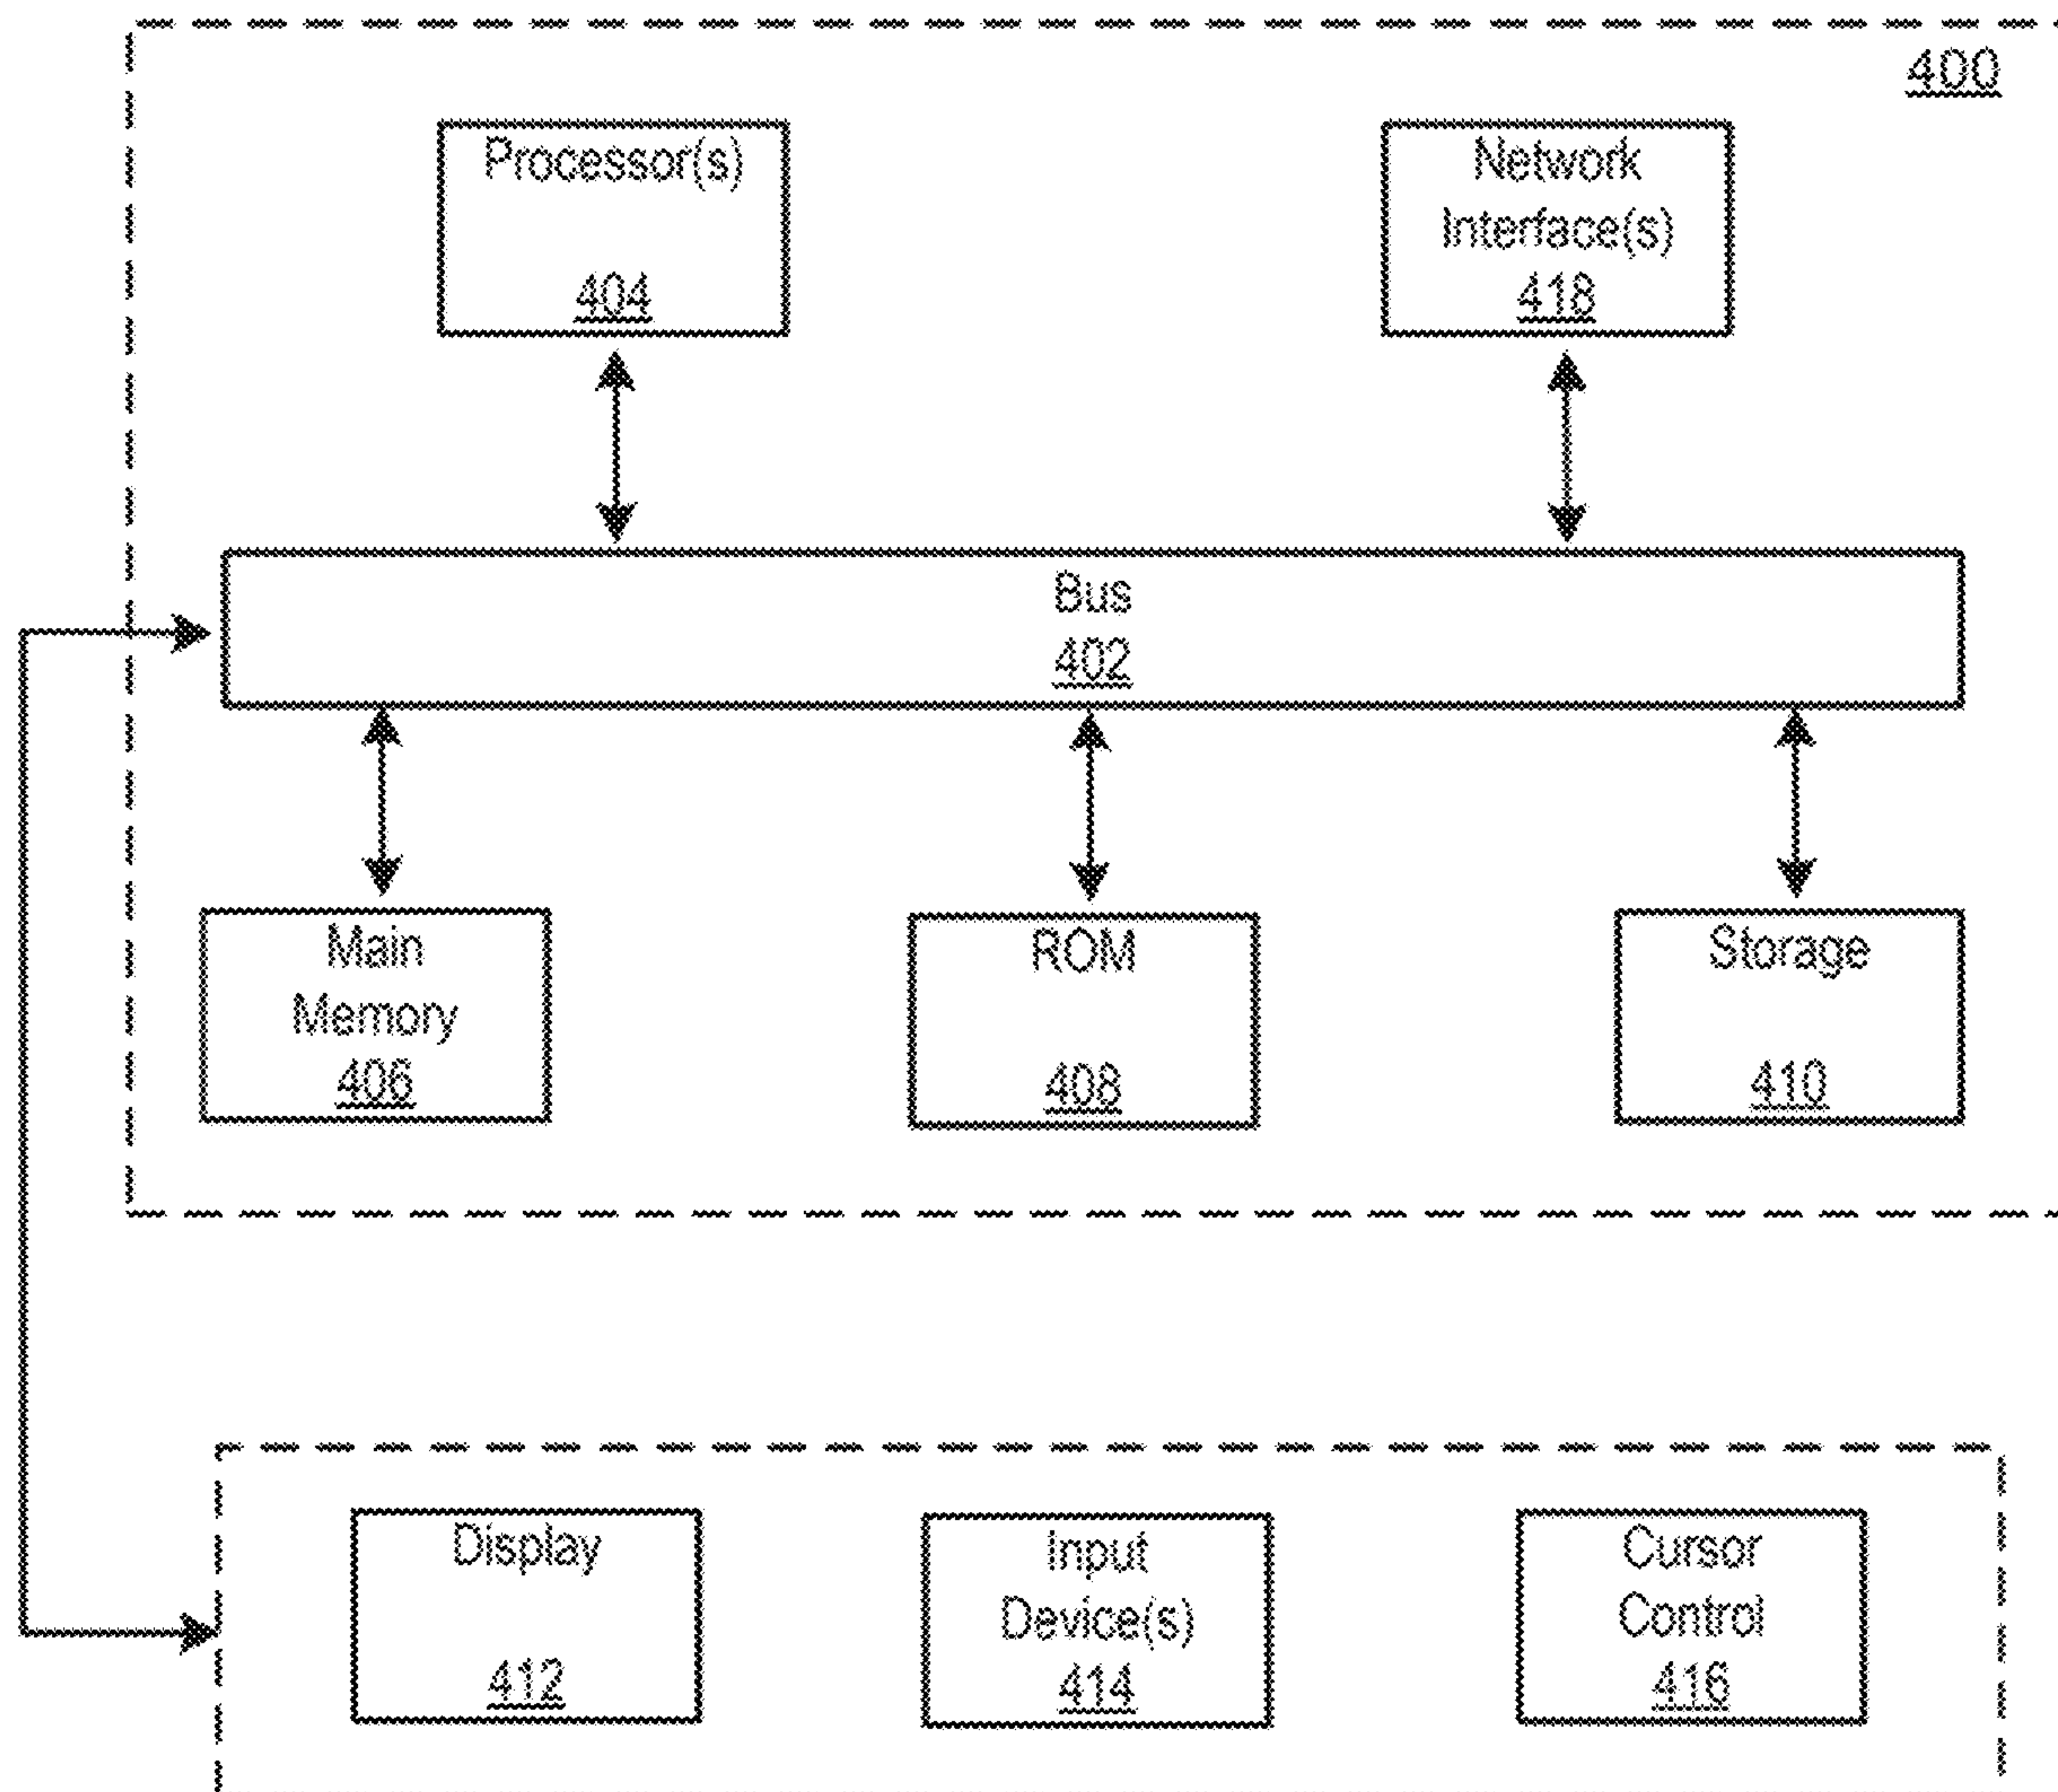 400
Processor(s)
404
Network
Interface(s)
418
Bus
402
Main
Memory
406
ROM
408
Storage
410
Display
412
Input
Device(s)
414
Cursor
Control
416